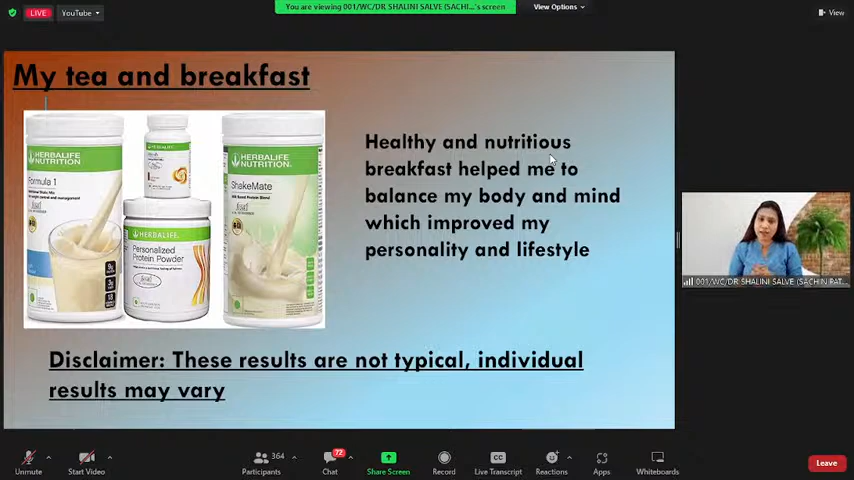 LIVE
YouTube
You are viewing 001/WC/DR SHALINI SALVE (SACHI...'s screen
View Options
View
My tea and breakfast
HERBALIFE NUTRITION
Formula 1
HERBALIFE NUTRITION
ShakeMate
HERBALIFE
Personalized
Protein Powder
Healthy and nutritious
breakfast helped me to
balance my body and mind
which improved my
personality and lifestyle
001/WC/DR SHALINI SALVE (SACHIN PAT...
Disclaimer: These results are not typical, individual
results may vary
Unmute
Start Video
364
Participants
72
Chat
Share Screen
Record
CC
Live Transcript
Reactions
Apps
Whiteboards
Leave